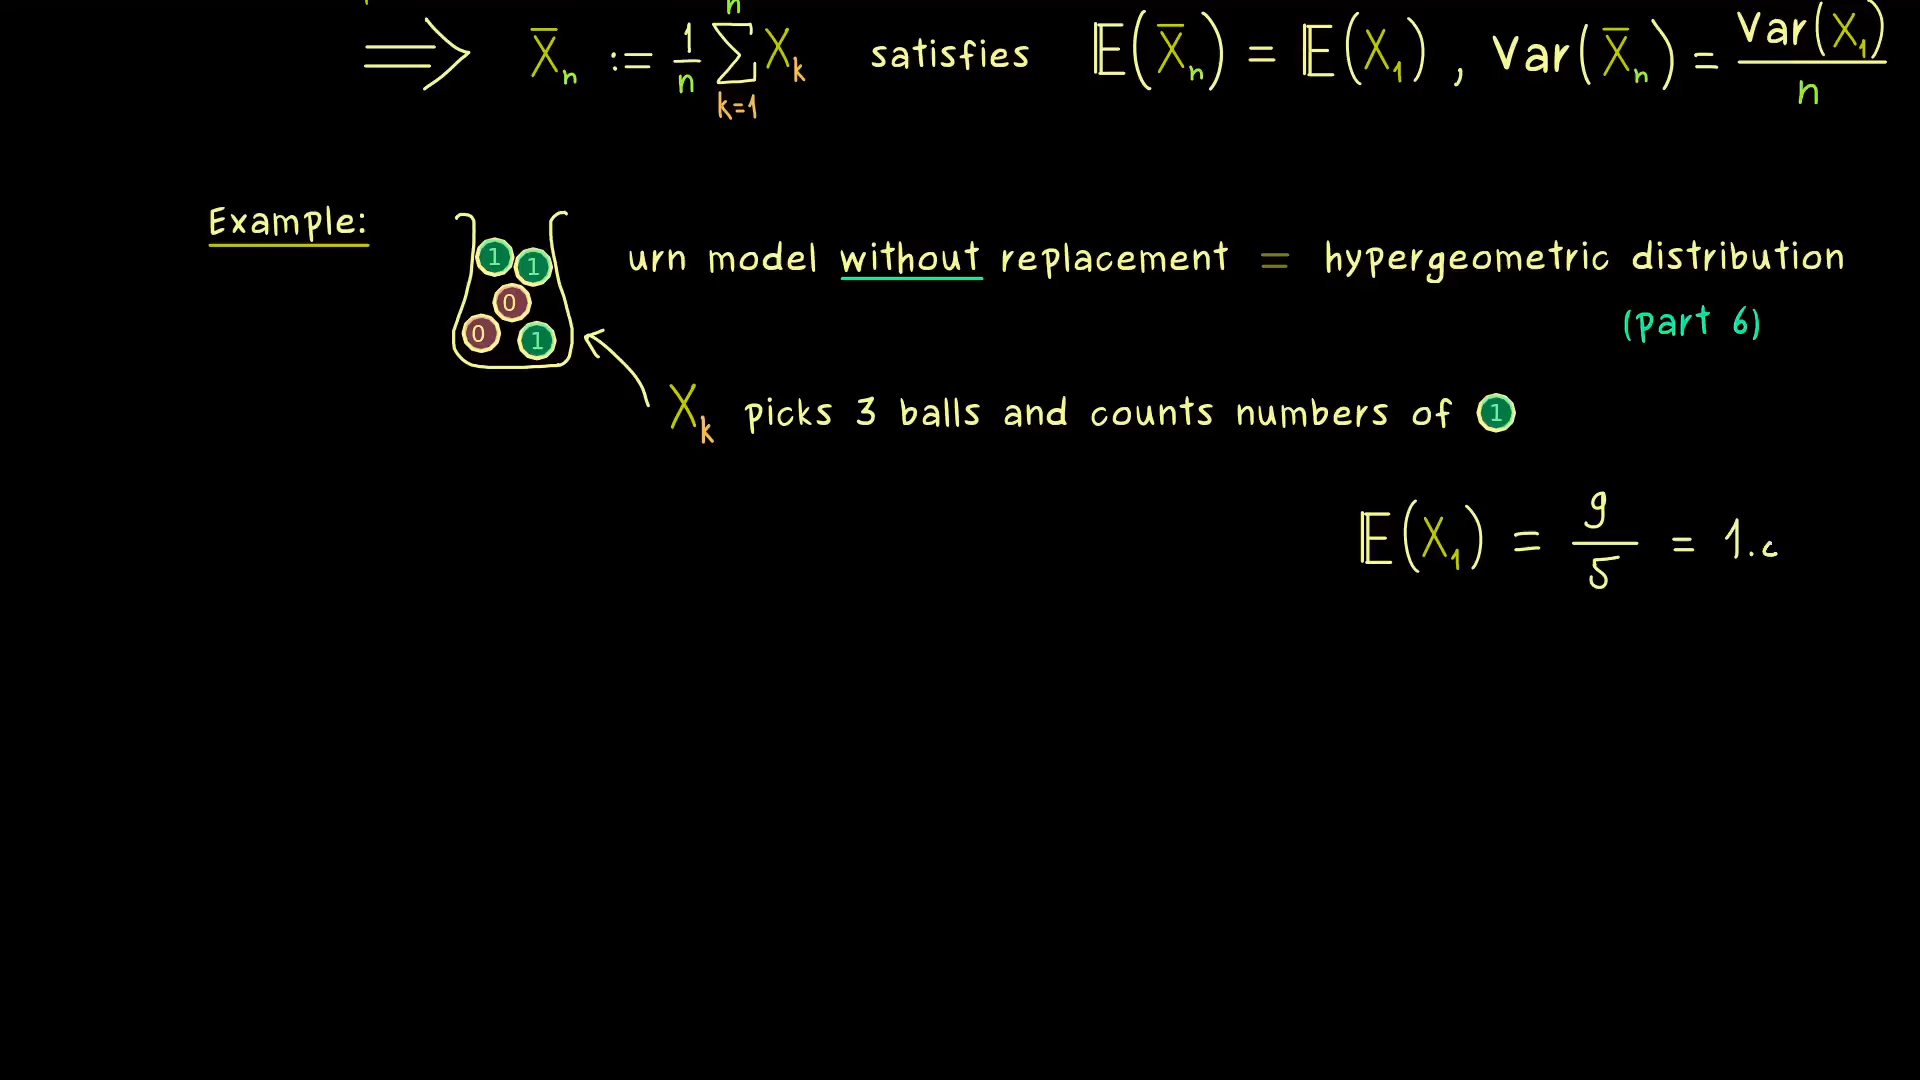 ⟹ X̄ₙ := 1/n ∑ₖ₌₁ⁿ Xₖ satisfies 𝔼(X̄ₙ) = 𝔼(X₁) , Var(X̄ₙ) = Var(X₁)/n
Example:
1 1
0
0 1
urn model without replacement = hypergeometric distribution
(part 6)
Xₖ picks 3 balls and counts numbers of 1
𝔼(X₁) = 9/5 = 1.